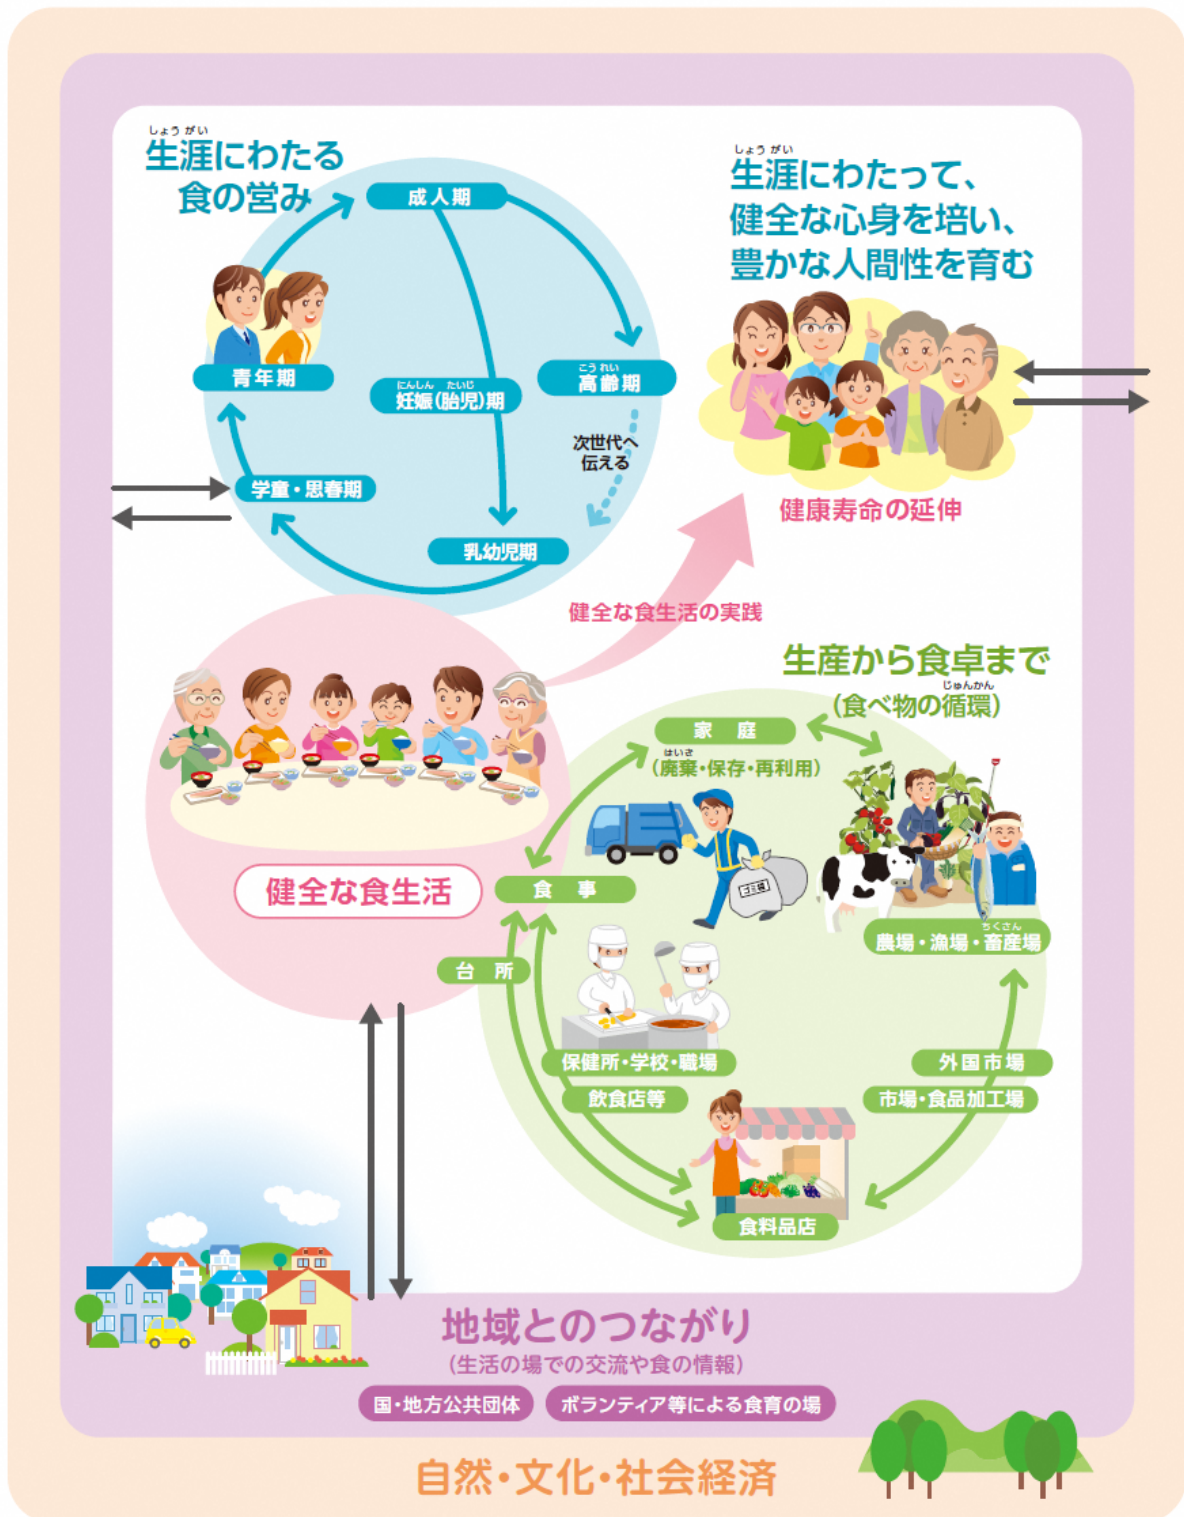 しょう がい
生涯にわたる
食の営み
成人期
青年期
にんしん たいじ
妊娠(胎児)期
こう れい
高齢期
次世代へ
伝える
学童・思春期
乳幼児期
しょう がい
生涯にわたって、
健全な心身を培い、
豊かな人間性を育む
健康寿命の延伸
健全な食生活の実践
健全な食生活
生産から食卓まで
じゅんかん
(食べ物の循環)
家 庭
はいき
(廃棄・保存・再利用)
ゴミ袋
食 事
ちくさん
農場・漁場・畜産場
台 所
保健所・学校・職場
飲食店等
外国市場
市場・食品加工場
食料品店
地域とのつながり
(生活の場での交流や食の情報)
国・地方公共団体
ボランティア等による食育の場
自然・文化・社会経済